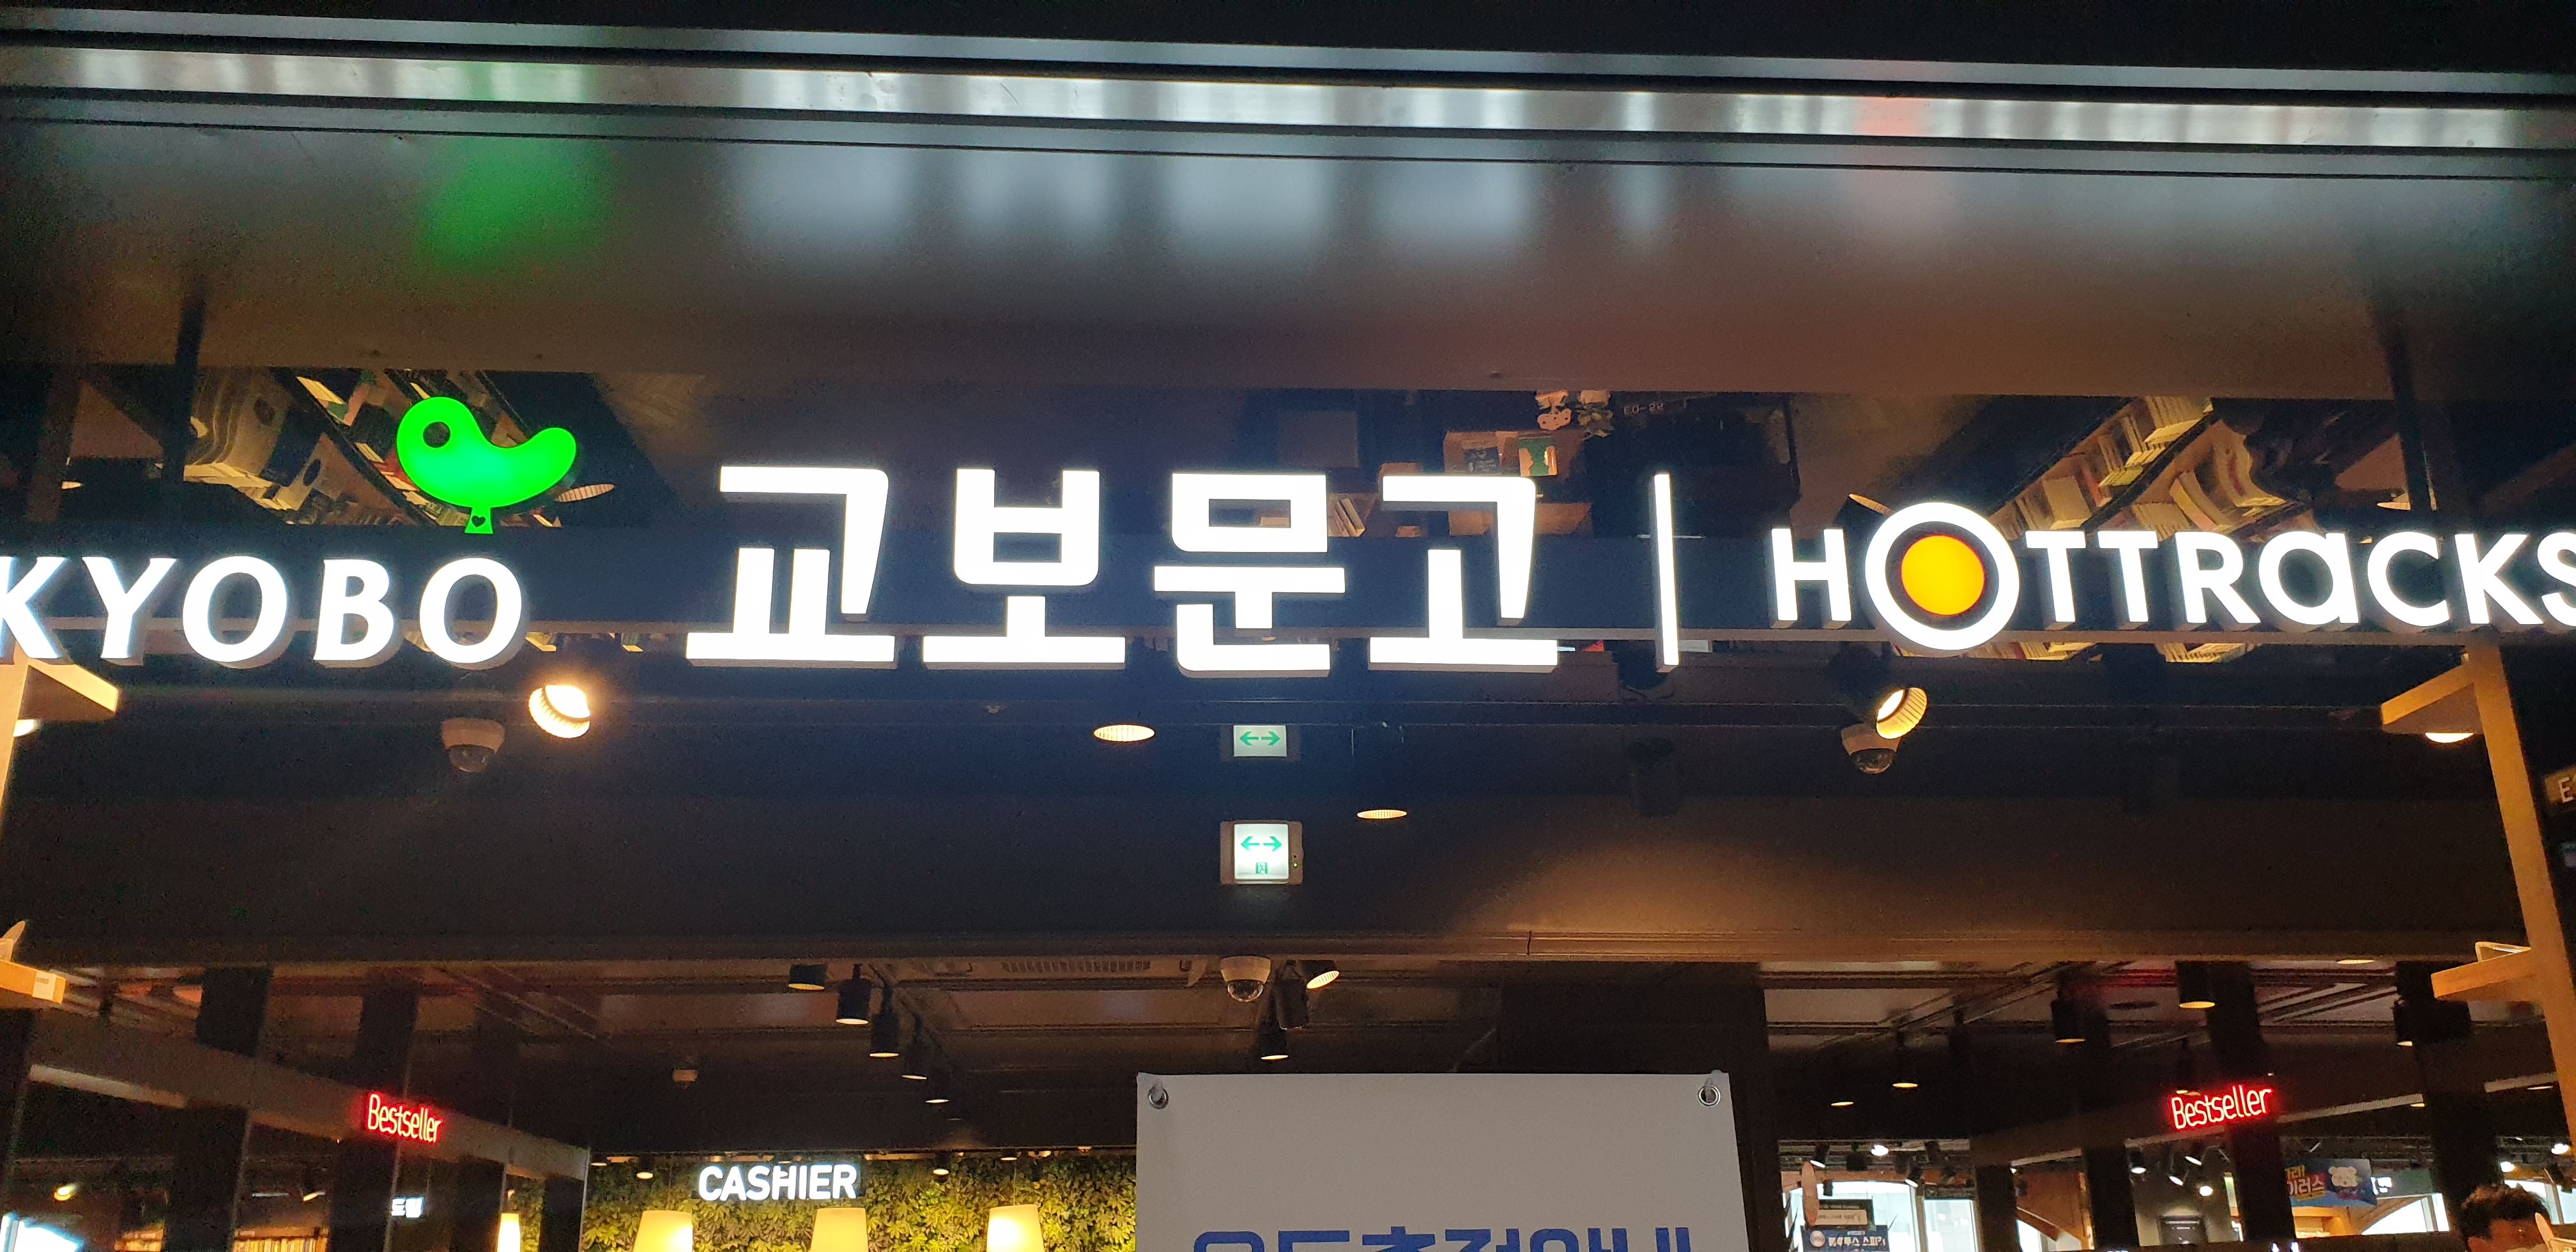 KYOBO 교보문고 | HOTTRACKS
Bestseller
Bestseller
CASHIER